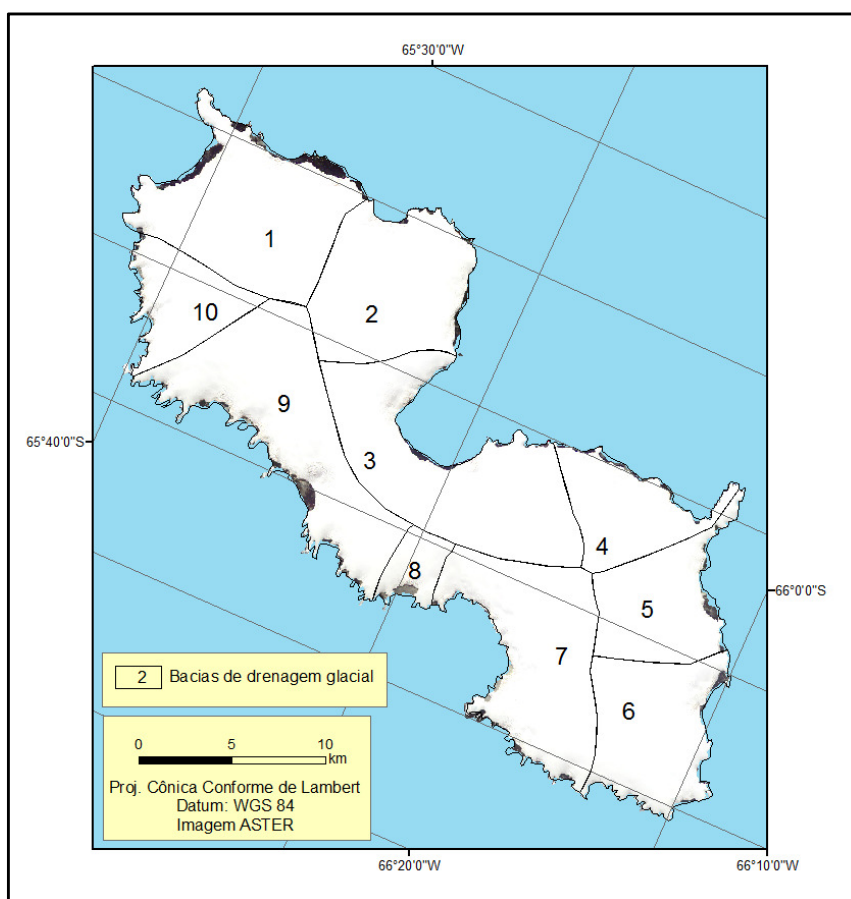 65°30'0"W
1
2
10
9
3
65°40'0"S
4
8
66°0'0"S
5
7
2 Bacias de drenagem glacial
6
0 5 10
km
Proj. Cônica Conforme de Lambert
Datum: WGS 84
Imagem ASTER
66°20'0"W
66°10'0"W